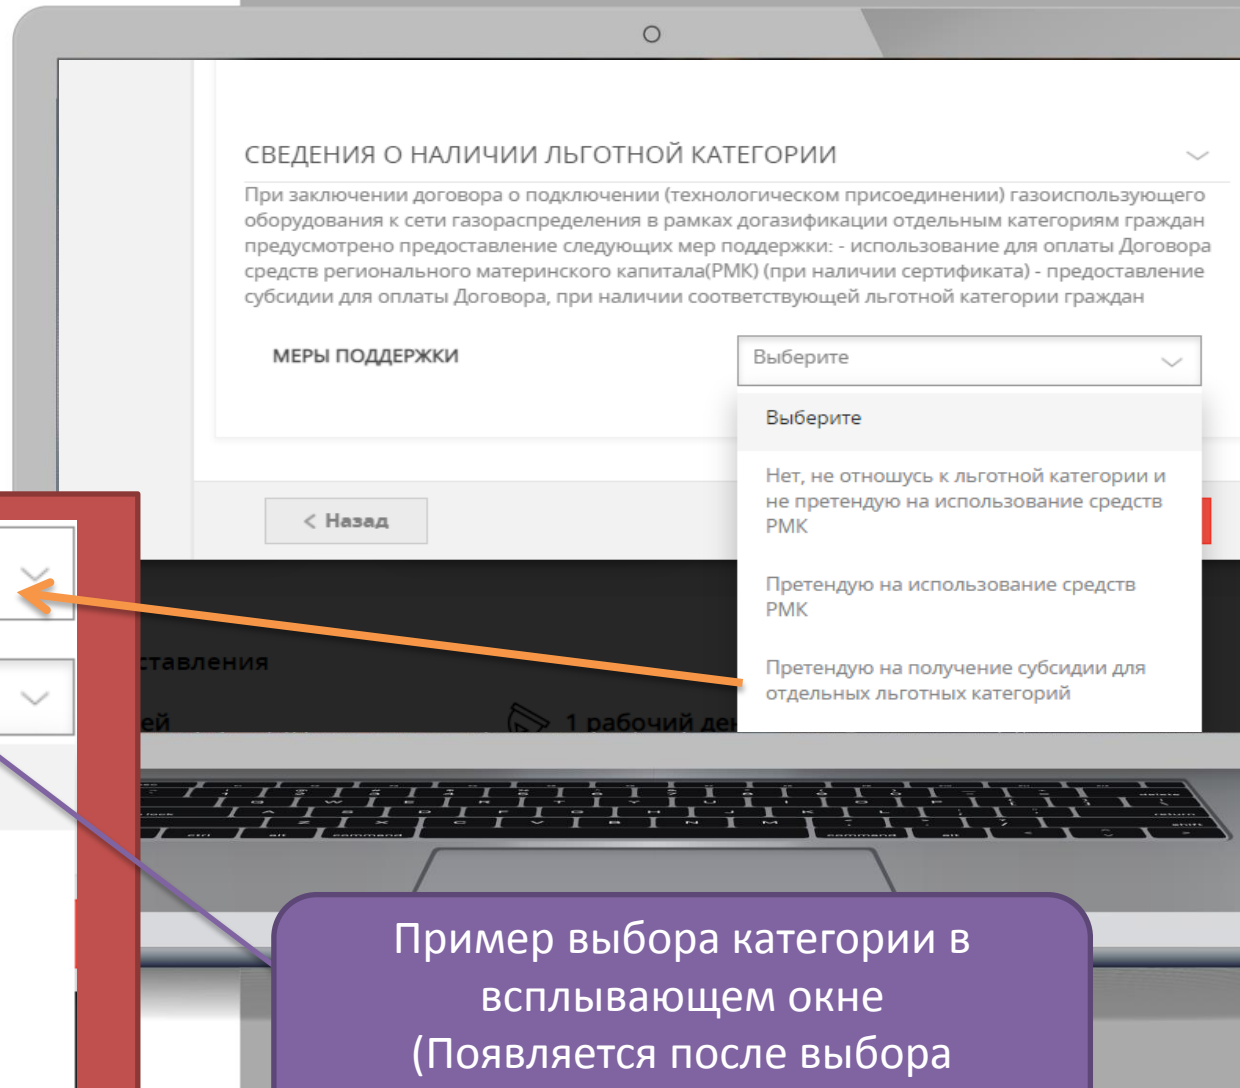 СВЕДЕНИЯ О НАЛИЧИИ ЛЬГОТНОЙ КАТЕГОРИИ
При заключении договора о подключении (технологическом присоединении) газоиспользующего
оборудования к сети газораспределения в рамках догазификации отдельным категориям граждан
предусмотрено предоставление следующих мер поддержки: - использование для оплаты Договора
средств регионального материнского капитала(РМК) (при наличии сертификата) - предоставление
субсидии для оплаты Договора, при наличии соответствующей льготной категории граждан
МЕРЫ ПОДДЕРЖКИ
Выберите
Выберите
Нет, не отношусь к льготной категории и
не претендую на использование средств
РМК
< Назад
Претендую на использование средств
РМК
Претендую на получение субсидии для
отдельных льготных категорий
ставления
ей
1 рабочий ден
Пример выбора категории в
всплывающем окне
(Появляется после выбора